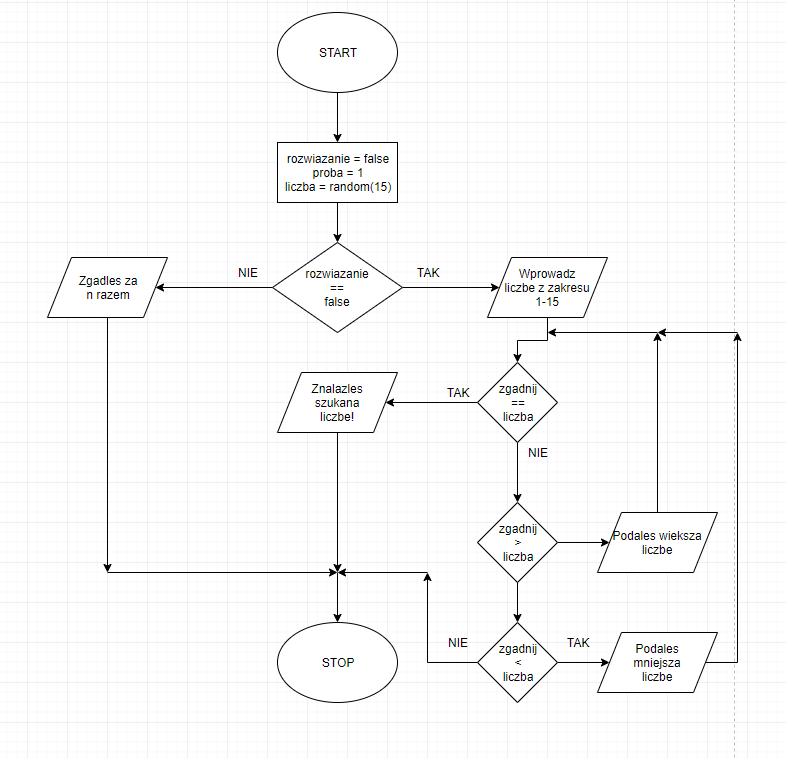 START
rozwiazanie = false
proba = 1
liczba = random(15)
NIE
rozwiazanie
==
false
TAK
Zgadles za
n razem
Wprowadz
liczbe z zakresu
1-15
Znalazles
szukana
liczbe!
TAK
zgadnij
==
liczba
NIE
zgadnij
>
liczba
Podales wieksza
liczbe
STOP
NIE
zgadnij
<
liczba
TAK
Podales
mniejsza
liczbe